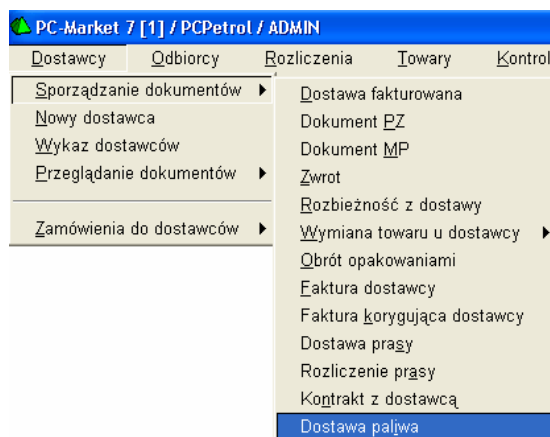 PC-Market 7 [1] / PCPetrol / ADMIN
Dostawcy Odbiorcy Rozliczenia Towary Kontrol
Sporządzanie dokumentów
Nowy dostawca
Wykaz dostawców
Przeglądanie dokumentów
Zamówienia do dostawców
Dostawa fakturowana
Dokument PZ
Dokument MP
Zwrot
Rozbieżność z dostawy
Wymiana towaru u dostawcy
Obrót opakowaniami
Faktura dostawcy
Faktura korygująca dostawcy
Dostawa prasy
Rozliczenie prasy
Kontrakt z dostawcą
Dostawa paliwa